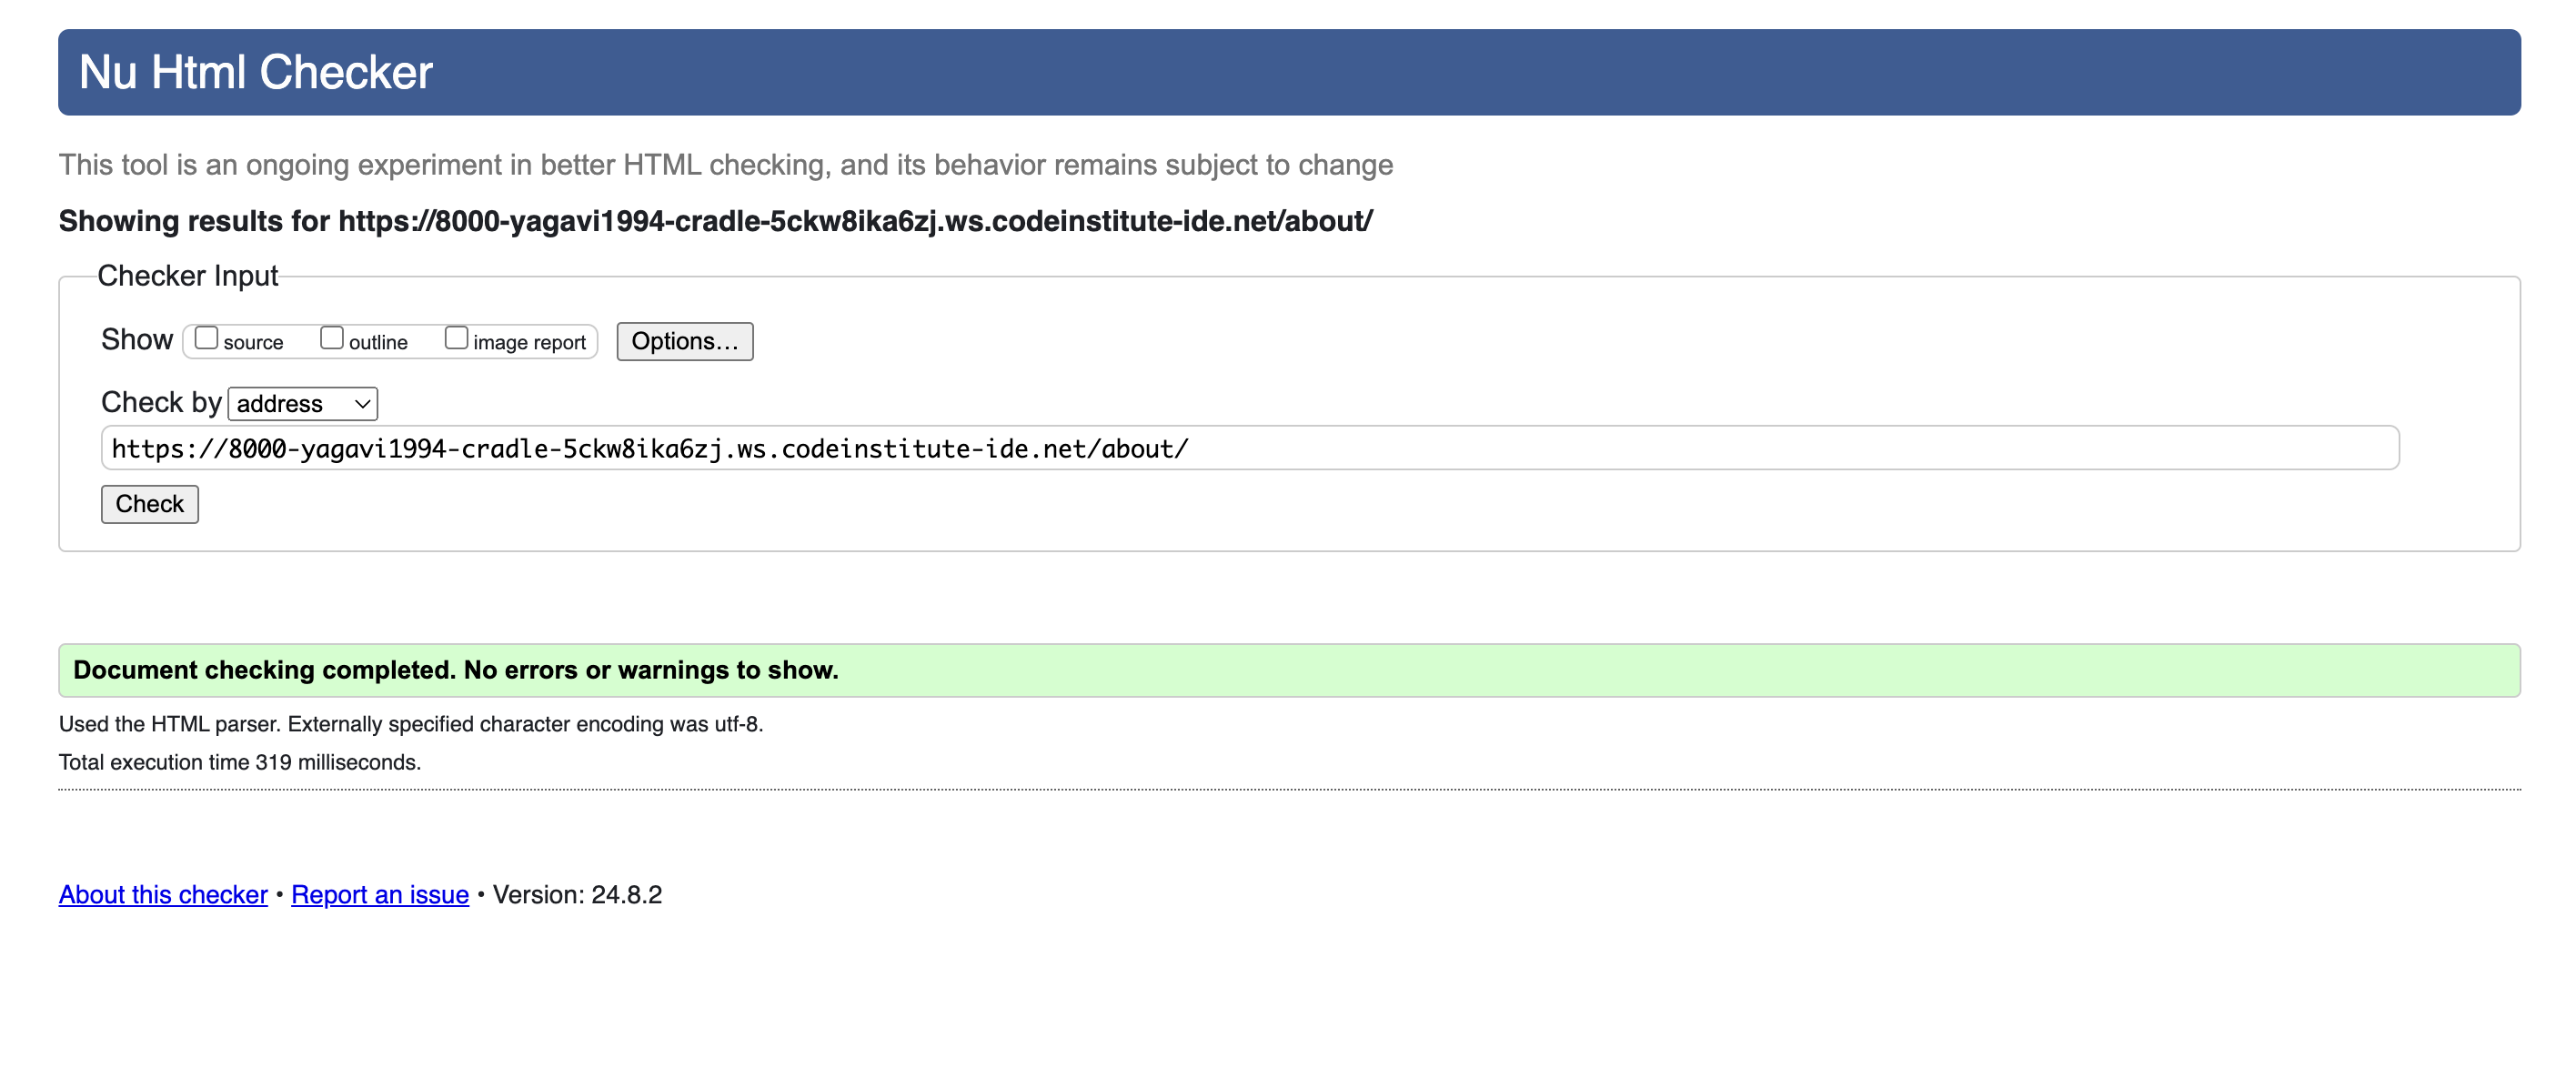 Nu Html Checker
This tool is an ongoing experiment in better HTML checking, and its behavior remains subject to change
Showing results for https://8000-yagavi1994-cradle-5ckw8ika6zj.ws.codeinstitute-ide.net/about/
Checker Input
Show source outline image report Options...
Check by address
https://8000-yagavi1994-cradle-5ckw8ika6zj.ws.codeinstitute-ide.net/about/
Check
Document checking completed. No errors or warnings to show.
Used the HTML parser. Externally specified character encoding was utf-8.
Total execution time 319 milliseconds.
About this checker • Report an issue • Version: 24.8.2